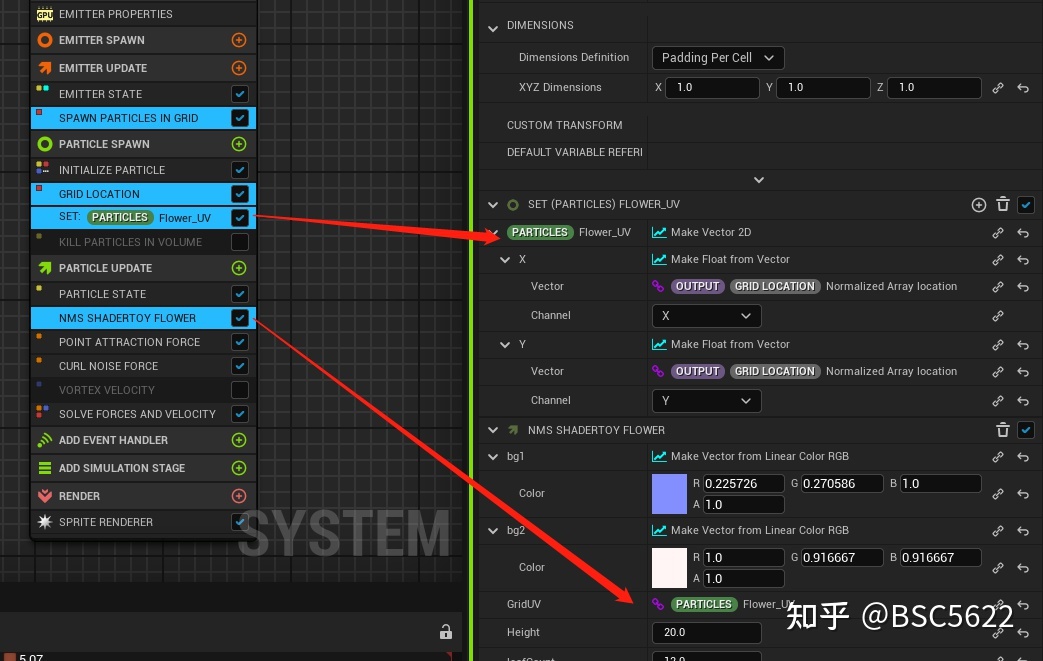 GPU EMITTER PROPERTIES
EMITTER SPAWN
EMITTER UPDATE
EMITTER STATE
SPAWN PARTICLES IN GRID
PARTICLE SPAWN
INITIALIZE PARTICLE
GRID LOCATION
SET: PARTICLES Flower_UV
KILL PARTICLES IN VOLUME
PARTICLE UPDATE
PARTICLE STATE
NMS SHADERTOY FLOWER
POINT ATTRACTION FORCE
CURL NOISE FORCE
VORTEX VELOCITY
SOLVE FORCES AND VELOCITY
ADD EVENT HANDLER
ADD SIMULATION STAGE
RENDER
SPRITE RENDERER
SYSTEM
5.07
DIMENSIONS
Dimensions Definition Padding Per Cell
XYZ Dimensions X 1.0 Y 1.0 Z 1.0
CUSTOM TRANSFORM
DEFAULT VARIABLE REFERI
SET (PARTICLES) FLOWER_UV
PARTICLES Flower_UV Make Vector 2D
X Make Float from Vector
Vector OUTPUT GRID LOCATION Normalized Array location
Channel X
Y Make Float from Vector
Vector OUTPUT GRID LOCATION Normalized Array location
Channel Y
NMS SHADERTOY FLOWER
bg1 Make Vector from Linear Color RGB
Color R 0.225726 G 0.270586 B 1.0
A 1.0
bg2 Make Vector from Linear Color RGB
Color R 1.0 G 0.916667 B 0.916667
A 1.0
GridUV PARTICLES Flower_UV
Height 20.0
知乎 @BSC5622